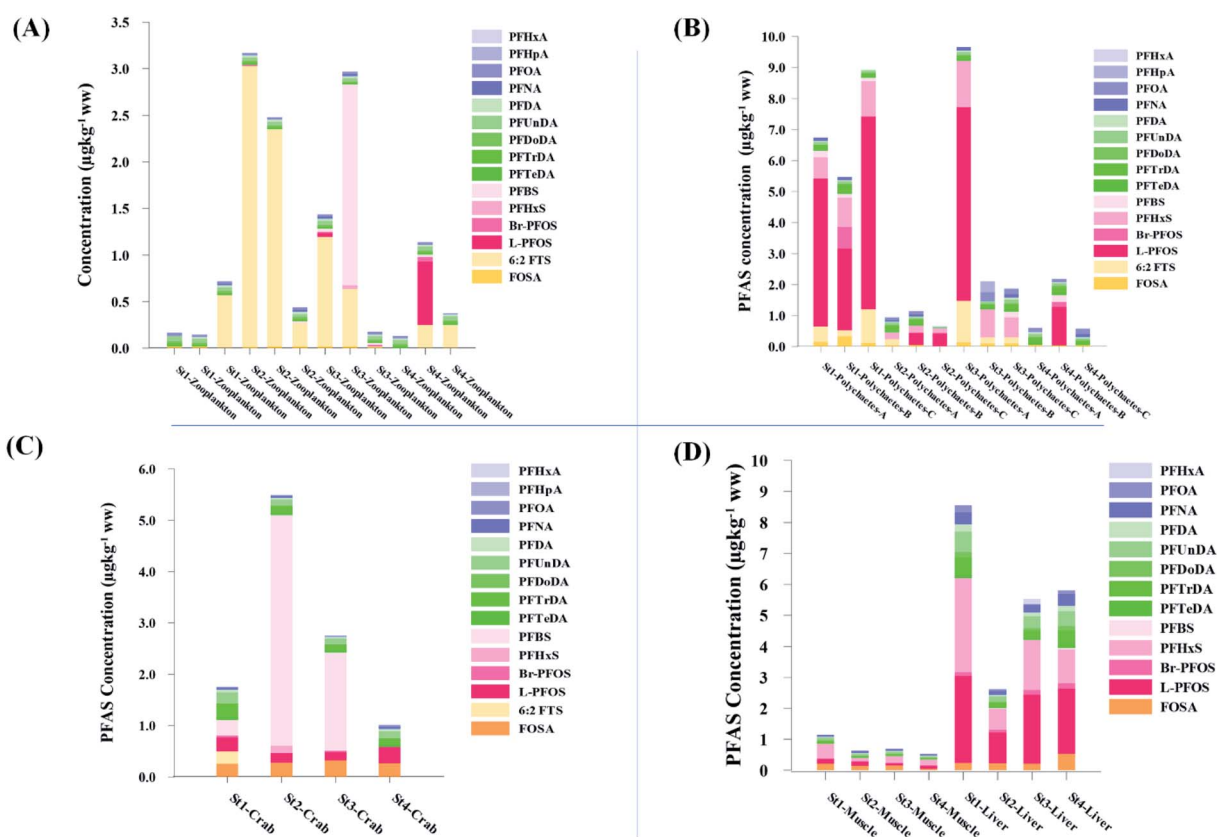 (A)
Concentration (µgkg⁻¹ ww)
3.5
3.0
2.5
2.0
1.5
1.0
0.5
0.0
St1-Zooplankton
St1-Zooplankton
St1-Zooplankton
St2-Zooplankton
St2-Zooplankton
St2-Zooplankton
St3-Zooplankton
St3-Zooplankton
St3-Zooplankton
St4-Zooplankton
St4-Zooplankton
St4-Zooplankton
PFHxA
PFHpA
PFOA
PFNA
PFDA
PFUnDA
PFDoDA
PFTrDA
PFTeDA
PFBS
PFHxS
Br-PFOS
L-PFOS
6:2 FTS
FOSA
(B)
PFAS concentration (µgkg⁻¹ ww)
10.0
9.0
8.0
7.0
6.0
5.0
4.0
3.0
2.0
1.0
0.0
St1-Polychaetes-A
St1-Polychaetes-B
St1-Polychaetes-C
St2-Polychaetes-A
St2-Polychaetes-B
St2-Polychaetes-C
St3-Polychaetes-A
St3-Polychaetes-B
St3-Polychaetes-C
St4-Polychaetes-A
St4-Polychaetes-B
St4-Polychaetes-C
PFHxA
PFHpA
PFOA
PFNA
PFDA
PFUnDA
PFDoDA
PFTrDA
PFTeDA
PFBS
PFHxS
Br-PFOS
L-PFOS
6:2 FTS
FOSA
(C)
PFAS Concentration (µgkg⁻¹ ww)
6.0
5.0
4.0
3.0
2.0
1.0
0.0
St1-Crab
St2-Crab
St3-Crab
St4-Crab
PFHxA
PFHpA
PFOA
PFNA
PFDA
PFUnDA
PFDoDA
PFTrDA
PFTeDA
PFBS
PFHxS
Br-PFOS
L-PFOS
6:2 FTS
FOSA
(D)
PFAS Concentration (µgkg⁻¹ ww)
10
9
8
7
6
5
4
3
2
1
0
St1-Muscle
St2-Muscle
St3-Muscle
St4-Muscle
St1-Liver
St2-Liver
St3-Liver
St4-Liver
PFHxA
PFOA
PFNA
PFDA
PFUnDA
PFDoDA
PFTrDA
PFTeDA
PFBS
PFHxS
Br-PFOS
L-PFOS
FOSA